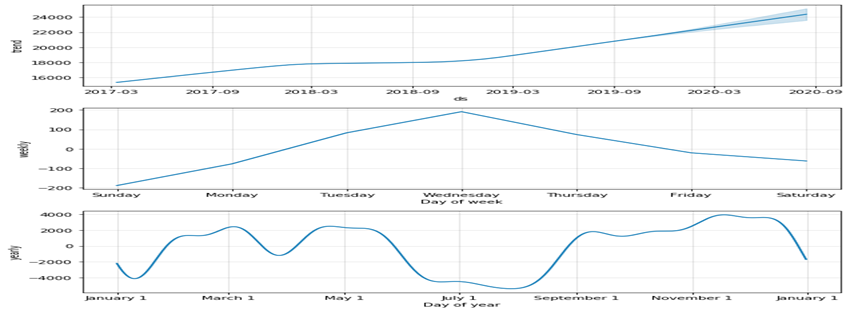 24000
22000
20000
18000
16000
trend
2017-03 2017-09 2018-03 2018-09 2019-03 2019-09 2020-03 2020-09
ds
200
100
0
−100
−200
weekly
Sunday Monday Tuesday Wednesday Thursday Friday Saturday
Day of week
4000
2000
0
−2000
−4000
yearly
January 1 March 1 May 1 July 1 September 1 November 1 January 1
Day of year